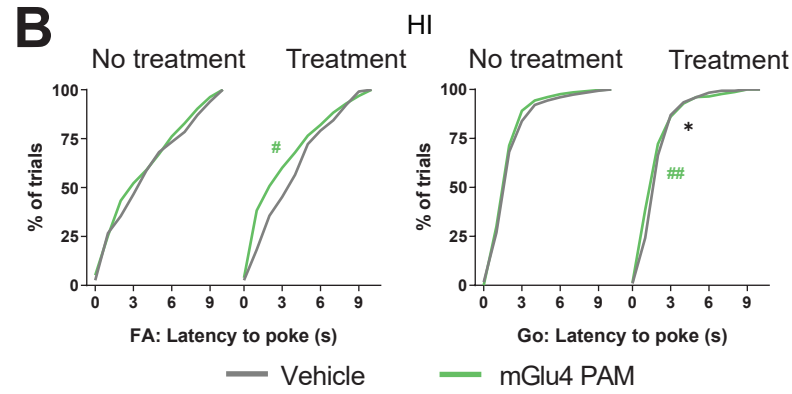 B
HI
No treatment Treatment No treatment Treatment
100 100
75 75
# *
50 50
##
25 25
0 0
% of trials % of trials
0 3 6 9 0 3 6 9 0 3 6 9 0 3 6 9
FA: Latency to poke (s) Go: Latency to poke (s)
Vehicle mGlu4 PAM